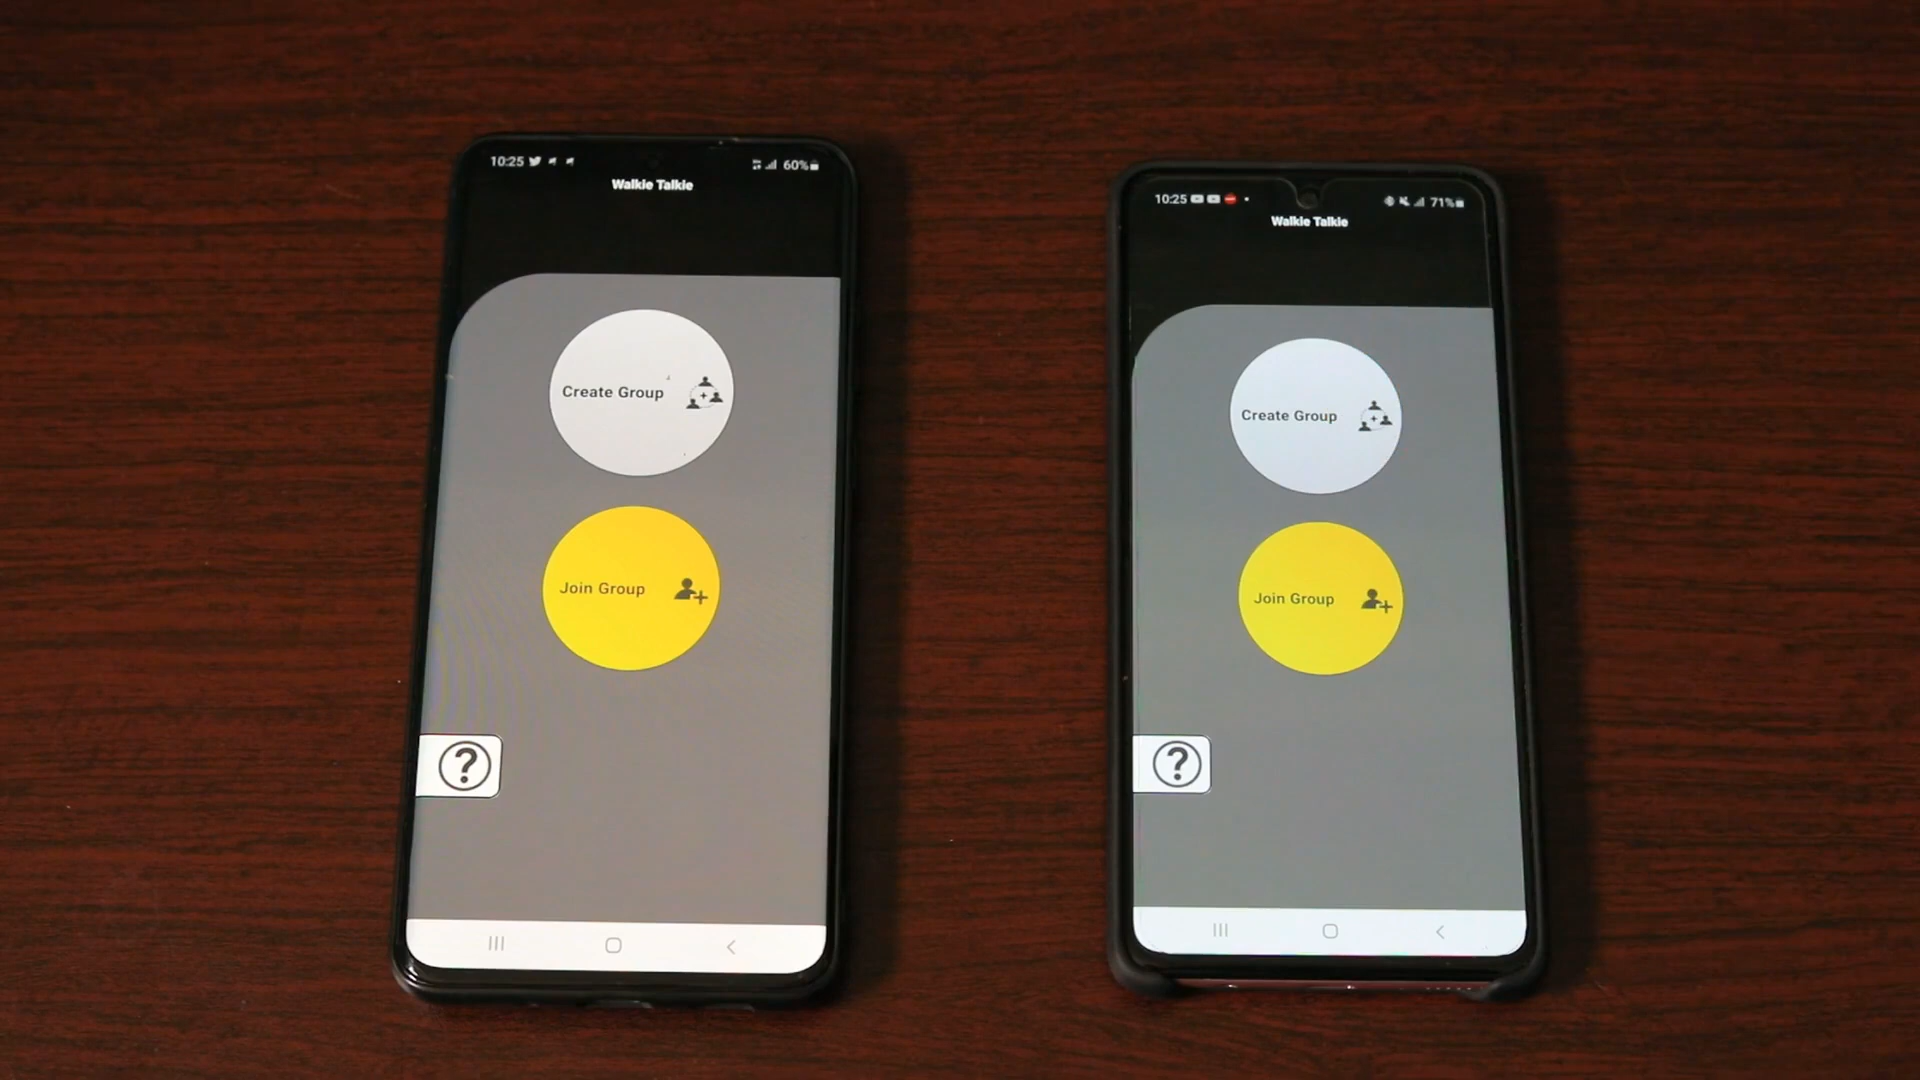 10:25
60%
Walkie Talkie
Create Group
Join Group
?
10:25
71%
Walkie Talkie
Create Group
Join Group
?